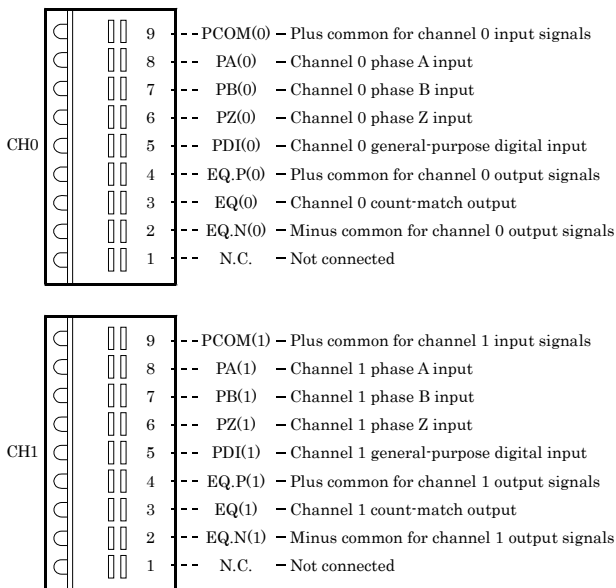 9 PCOM(0) – Plus common for channel 0 input signals
8 PA(0) – Channel 0 phase A input
7 PB(0) – Channel 0 phase B input
6 PZ(0) – Channel 0 phase Z input
CH0 5 PDI(0) – Channel 0 general-purpose digital input
4 EQ.P(0) – Plus common for channel 0 output signals
3 EQ(0) – Channel 0 count-match output
2 EQ.N(0) – Minus common for channel 0 output signals
1 N.C. – Not connected
9 PCOM(1) – Plus common for channel 1 input signals
8 PA(1) – Channel 1 phase A input
7 PB(1) – Channel 1 phase B input
6 PZ(1) – Channel 1 phase Z input
CH1 5 PDI(1) – Channel 1 general-purpose digital input
4 EQ.P(1) – Plus common for channel 1 output signals
3 EQ(1) – Channel 1 count-match output
2 EQ.N(1) – Minus common for channel 1 output signals
1 N.C. – Not connected